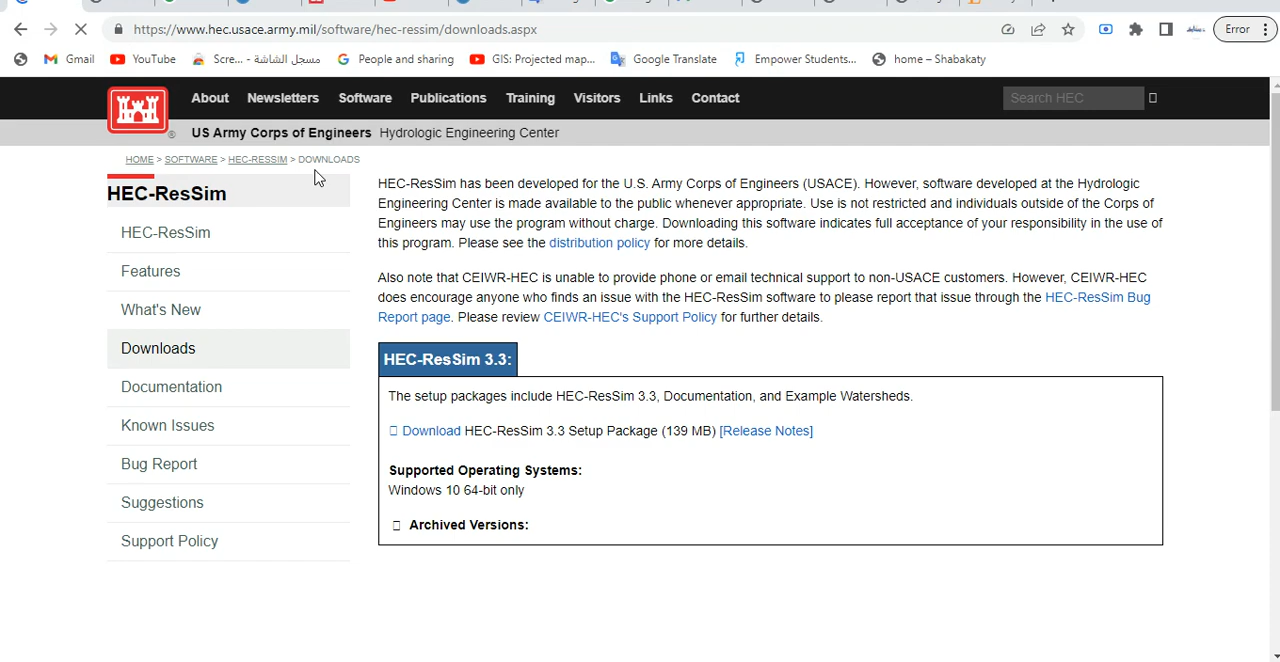 https://www.hec.usace.army.mil/software/hec-ressim/downloads.aspx
Error
Gmail
YouTube
Scre... - مسجل الشاشة
People and sharing
GIS: Projected map...
Google Translate
Empower Students...
home – Shabakaty
About Newsletters Software Publications Training Visitors Links Contact
Search HEC
US Army Corps of Engineers Hydrologic Engineering Center
HOME > SOFTWARE > HEC-RESSIM > DOWNLOADS
HEC-ResSim
HEC-ResSim
Features
What's New
Downloads
Documentation
Known Issues
Bug Report
Suggestions
Support Policy
HEC-ResSim has been developed for the U.S. Army Corps of Engineers (USACE). However, software developed at the Hydrologic
Engineering Center is made available to the public whenever appropriate. Use is not restricted and individuals outside of the Corps of
Engineers may use the program without charge. Downloading this software indicates full acceptance of your responsibility in the use of
this program. Please see the distribution policy for more details.
Also note that CEIWR-HEC is unable to provide phone or email technical support to non-USACE customers. However, CEIWR-HEC
does encourage anyone who finds an issue with the HEC-ResSim software to please report that issue through the HEC-ResSim Bug
Report page. Please review CEIWR-HEC's Support Policy for further details.
HEC-ResSim 3.3:
The setup packages include HEC-ResSim 3.3, Documentation, and Example Watersheds.
Download HEC-ResSim 3.3 Setup Package (139 MB) [Release Notes]
Supported Operating Systems:
Windows 10 64-bit only
Archived Versions: